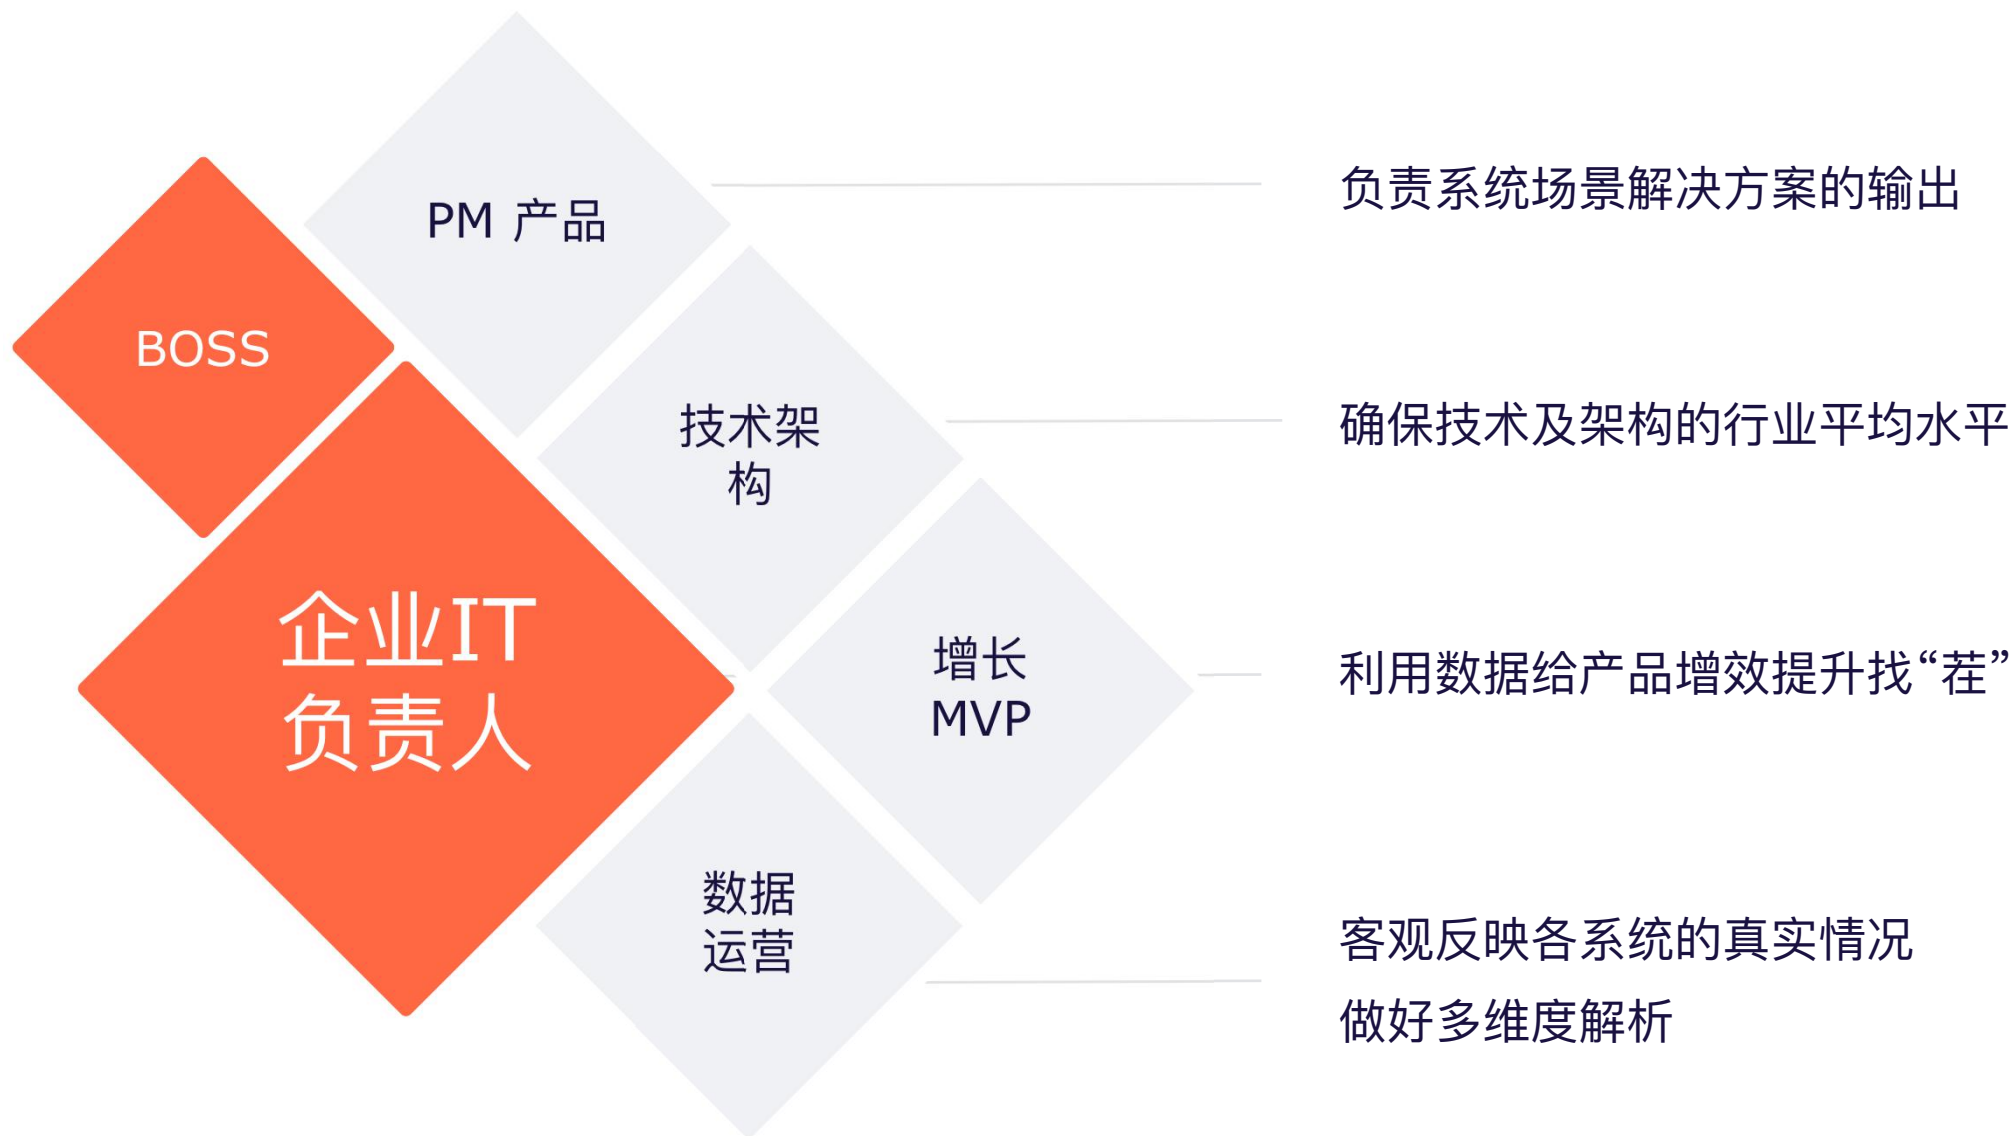 PM 产品
负责系统场景解决方案的输出
BOSS
技术架
构
确保技术及架构的行业平均水平
企业IT
负责人
增长
MVP
利用数据给产品增效提升找“茬”
数据
运营
客观反映各系统的真实情况
做好多维度解析